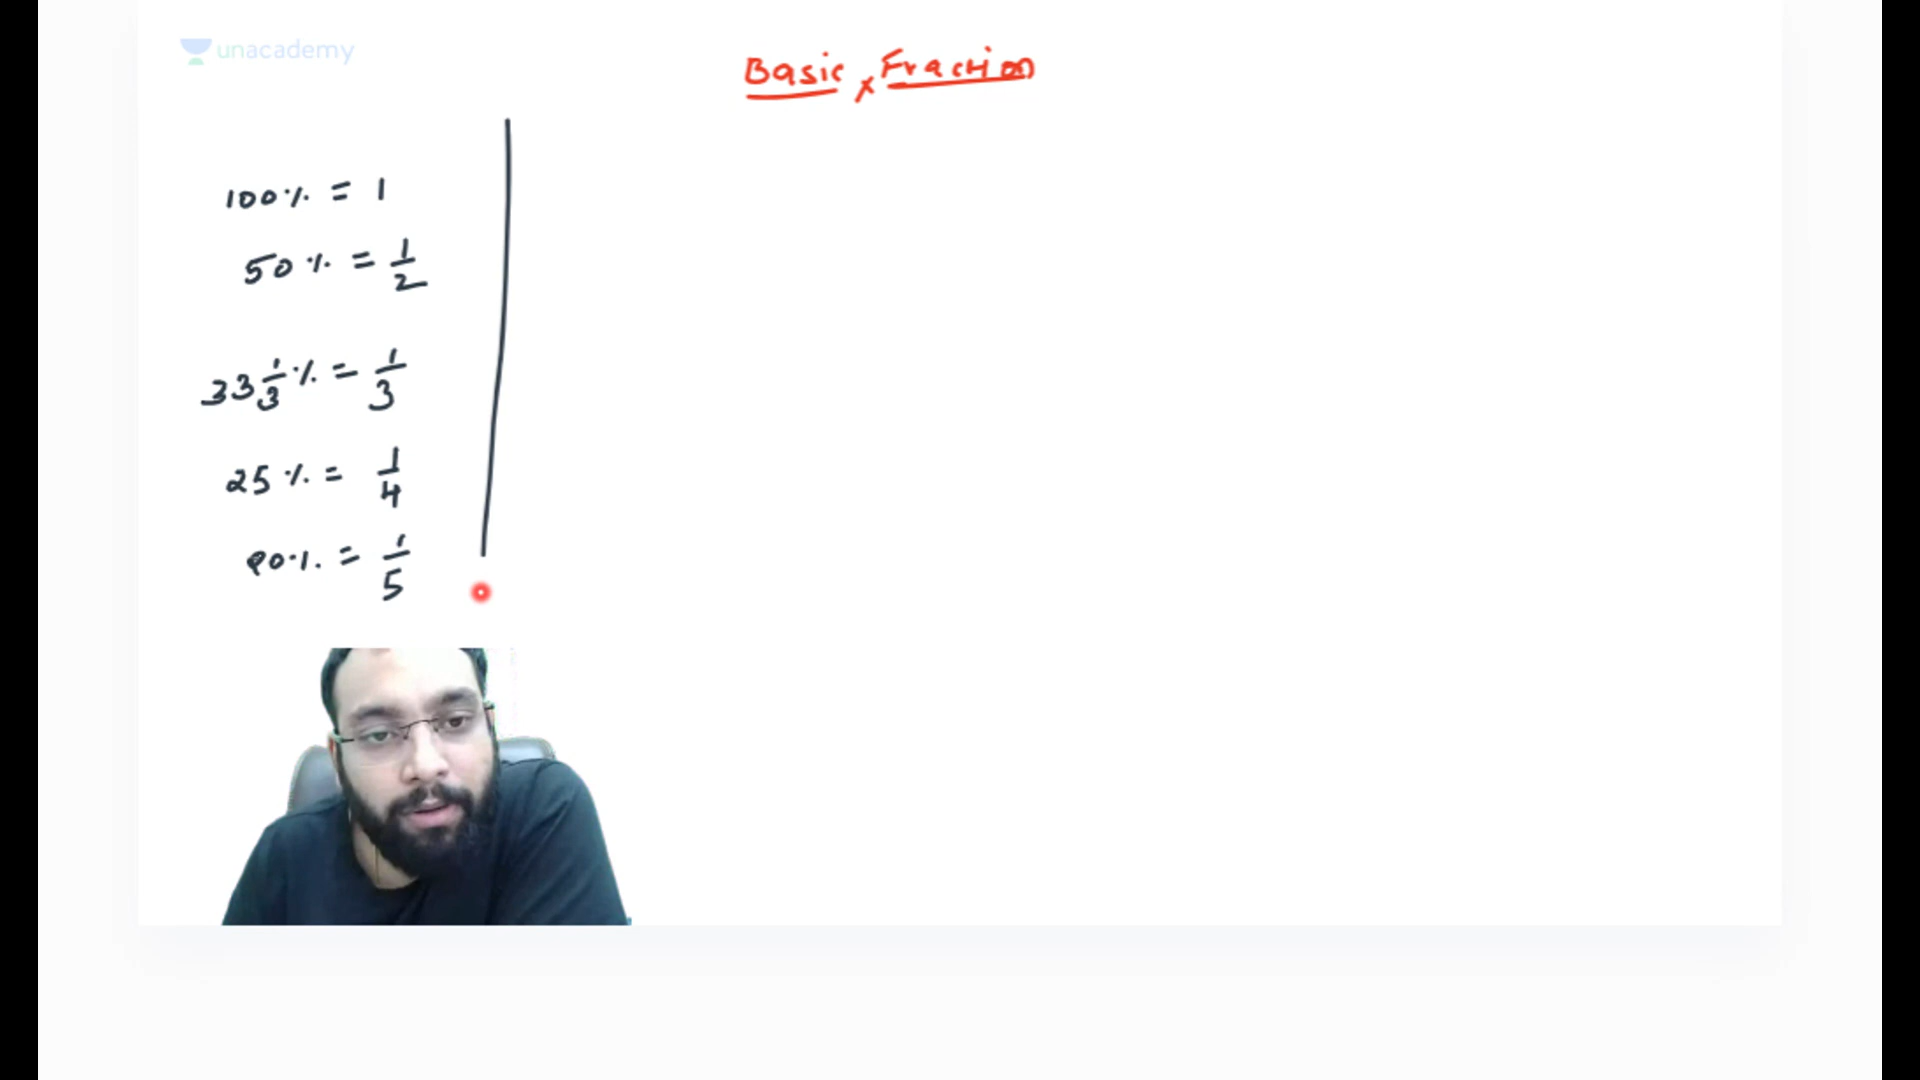 unacademy
Basic Fraction
100% = 1
50% = 1/2
33 1/3% = 1/3
25% = 1/4
20% = 1/5